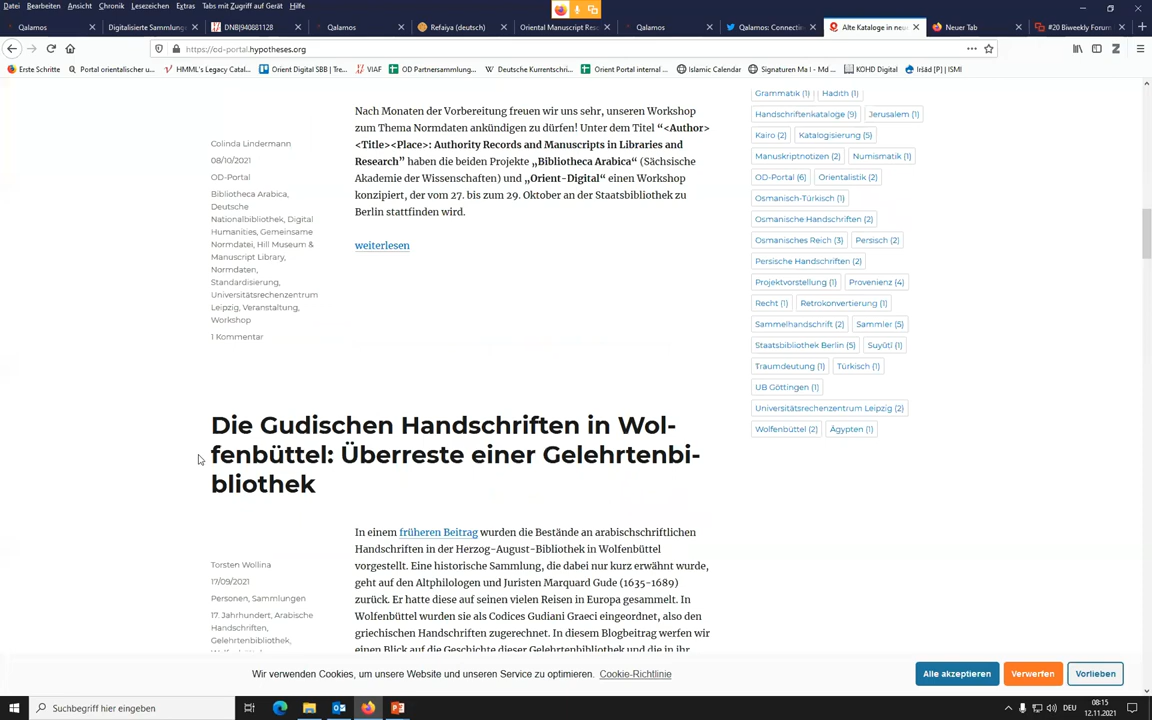 Datei Bearbeiten Ansicht Chronik Lesezeichen Extras Tabs mit Zugriff auf Gerät Hilfe
Qalamos Digitalisierte Sammlung DNB|940881128 Qalamos Refaiya (deutsch) Oriental Manuscript Res Qalamos Qalamos: Connectin Alte Kataloge in neu Neuer Tab #20 Biweekly Forum
https://od-portal.hypotheses.org
Erste Schritte Portal orientalischer u... HMML's Legacy Catal... Orient Digital SBB | Tre... VIAF OD Partnersammlung... Deutsche Kurrentschri... Orient Portal internal ... Islamic Calendar Signaturen Ma I - Md ... KOHD Digital Iršād [P] | ISMI
Nach Monaten der Vorbereitung freuen wir uns sehr, unseren Workshop
zum Thema Normdaten ankündigen zu dürfen! Unter dem Titel “<Author>
<Title><Place>: Authority Records and Manuscripts in Libraries and
Research” haben die beiden Projekte „Bibliotheca Arabica“ (Sächsische
Akademie der Wissenschaften) und „Orient-Digital“ einen Workshop
konzipiert, der vom 27. bis zum 29. Oktober an der Staatsbibliothek zu
Berlin stattfinden wird.
weiterlesen
Colinda Lindermann
08/10/2021
OD-Portal
Bibliotheca Arabica,
Deutsche
Nationalbibliothek, Digital
Humanities, Gemeinsame
Normdatei, Hill Museum &
Manuscript Library,
Normdaten,
Standardisierung,
Universitätsrechenzentrum
Leipzig, Veranstaltung,
Workshop
1 Kommentar
Die Gudischen Handschriften in Wol-
fenbüttel: Überreste einer Gelehrtenbi-
bliothek
In einem früheren Beitrag wurden die Bestände an arabischschriftlichen
Handschriften in der Herzog-August-Bibliothek in Wolfenbüttel
vorgestellt. Eine historische Sammlung, die dabei nur kurz erwähnt wurde,
geht auf den Altphilologen und Juristen Marquard Gude (1635-1689)
zurück. Er hatte diese auf seinen vielen Reisen in Europa gesammelt. In
Wolfenbüttel wurden sie als Codices Gudiani Graeci eingeordnet, also den
griechischen Handschriften zugerechnet. In diesem Blogbeitrag werfen wir
einen Blick auf die Geschichte dieser Gelehrtenbibliothek und die in ihr
Torsten Wollina
17/09/2021
Personen, Sammlungen
17. Jahrhundert, Arabische
Handschriften,
Gelehrtenbibliothek,
Grammatik (1) Hadith (1)
Handschriftenkataloge (9) Jerusalem (1)
Kairo (2) Katalogisierung (5)
Manuskriptnotizen (2) Numismatik (1)
OD-Portal (6) Orientalistik (2)
Osmanisch-Türkisch (1)
Osmanische Handschriften (2)
Osmanisches Reich (3) Persisch (2)
Persische Handschriften (2)
Projektvorstellung (1) Provenienz (4)
Recht (1) Retrokonvertierung (1)
Sammelhandschrift (2) Sammler (5)
Staatsbibliothek Berlin (5) Suyūtī (1)
Traumdeutung (1) Türkisch (1)
UB Göttingen (1)
Universitätsrechenzentrum Leipzig (2)
Wolfenbüttel (2) Ägypten (1)
Wir verwenden Cookies, um unsere Website und unseren Service zu optimieren. Cookie-Richtlinie
Alle akzeptieren Verwerfen Vorlieben
Suchbegriff hier eingeben
DEU
08:15
12.11.2021